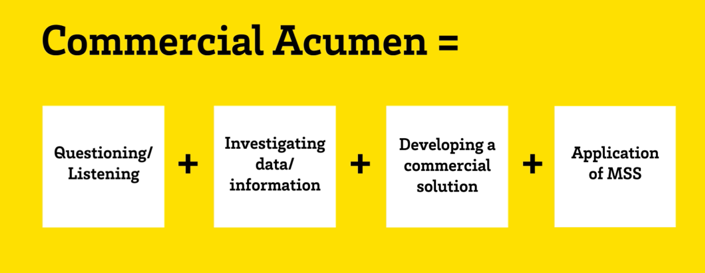 Commercial Acumen =
Questioning/
Listening
+
Investigating
data/
information
+
Developing a
commercial
solution
+
Application
of MSS